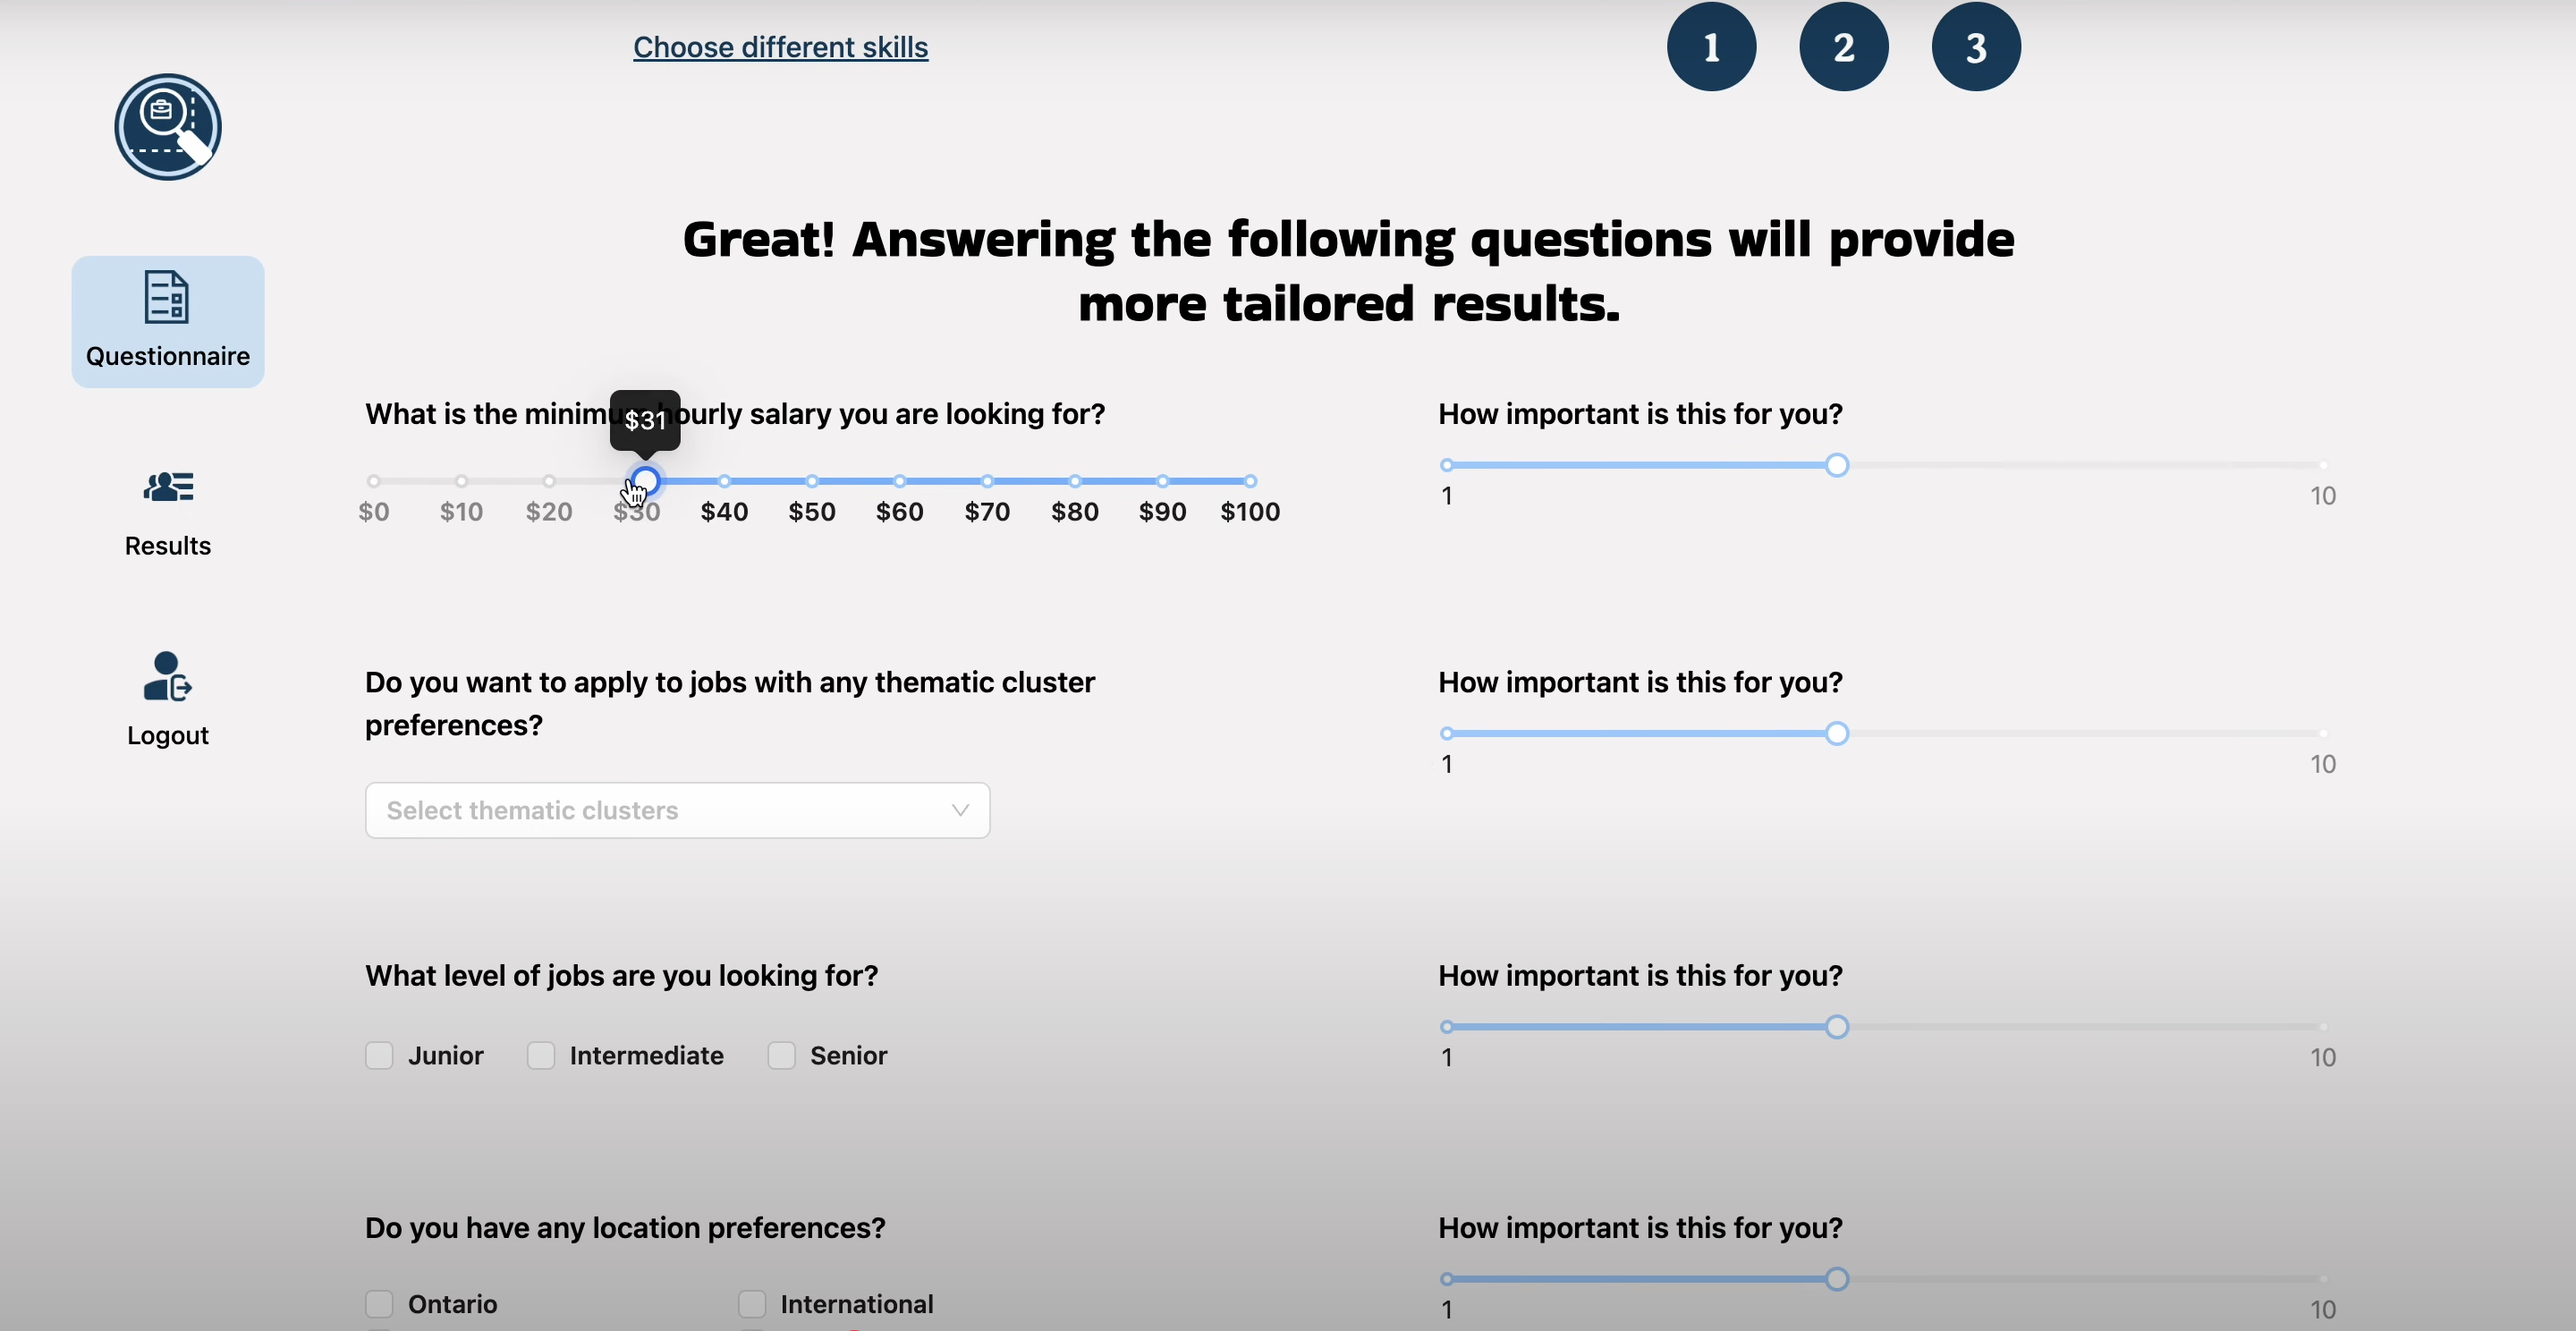 Choose different skills
1 2 3
Great! Answering the following questions will provide
more tailored results.
Questionnaire
Results
Logout
What is the minimum hourly salary you are looking for?
$31
$0 $10 $20 $30 $40 $50 $60 $70 $80 $90 $100
How important is this for you?
1 10
Do you want to apply to jobs with any thematic cluster
preferences?
Select thematic clusters
How important is this for you?
1 10
What level of jobs are you looking for?
Junior Intermediate Senior
How important is this for you?
1 10
Do you have any location preferences?
Ontario International
How important is this for you?
1 10